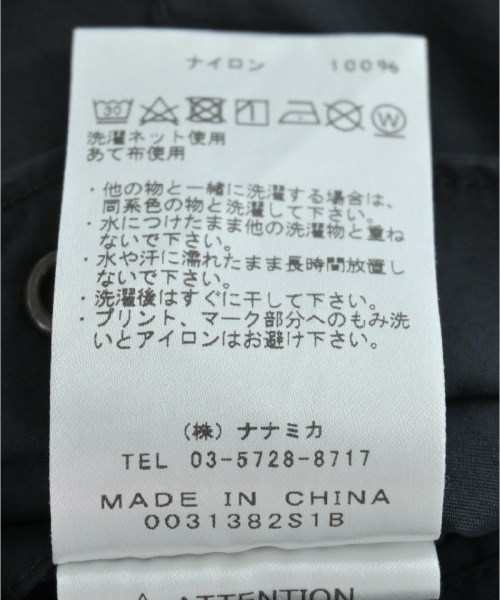 ナイロン 100%
30 W
洗濯ネット使用
あて布使用
・他の物と一緒に洗濯する場合は、
同系色の物と洗濯して下さい。
・水につけたまま他の洗濯物と重ね
ないで下さい。
・水や汗に濡れたまま長時間放置し
ないで下さい。
・洗濯後はすぐに干して下さい。
・プリント、マーク部分へのもみ洗
いとアイロンはお避け下さい。
(株) ナナミカ
TEL 03-5728-8717
MADE IN CHINA
0031382S1B
⚠ ATTENTION